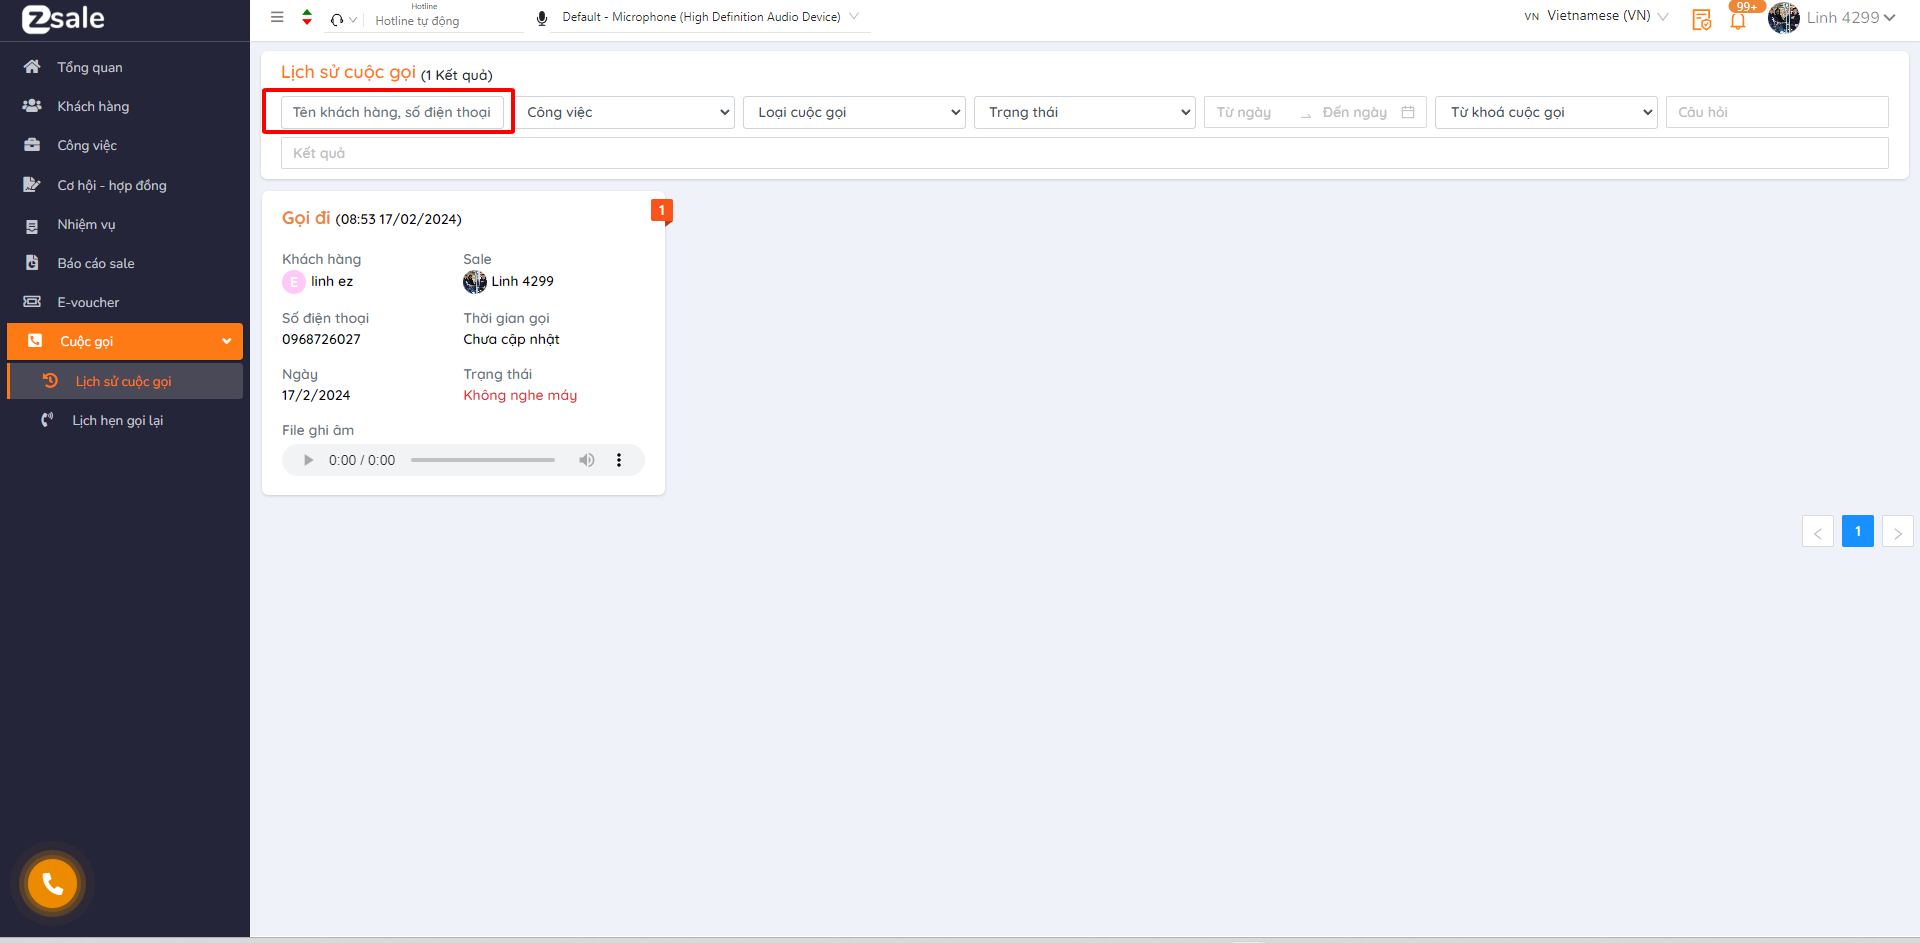 Zsale
Hotline
Hotline tự động
Default - Microphone (High Definition Audio Device)
VN Vietnamese (VN)
99+
Linh 4299
Tổng quan
Khách hàng
Công việc
Cơ hội - hợp đồng
Nhiệm vụ
Báo cáo sale
E-voucher
Cuộc gọi
Lịch sử cuộc gọi
Lịch hẹn gọi lại
Lịch sử cuộc gọi (1 Kết quả)
Tên khách hàng, số điện thoại
Công việc
Loại cuộc gọi
Trạng thái
Từ ngày → Đến ngày
Từ khoá cuộc gọi
Câu hỏi
Kết quả
Gọi đi (08:53 17/02/2024)
1
Khách hàng
E linh ez
Sale
Linh 4299
Số điện thoại
0968726027
Thời gian gọi
Chưa cập nhật
Ngày
17/2/2024
Trạng thái
Không nghe máy
File ghi âm
0:00 / 0:00
< 1 >